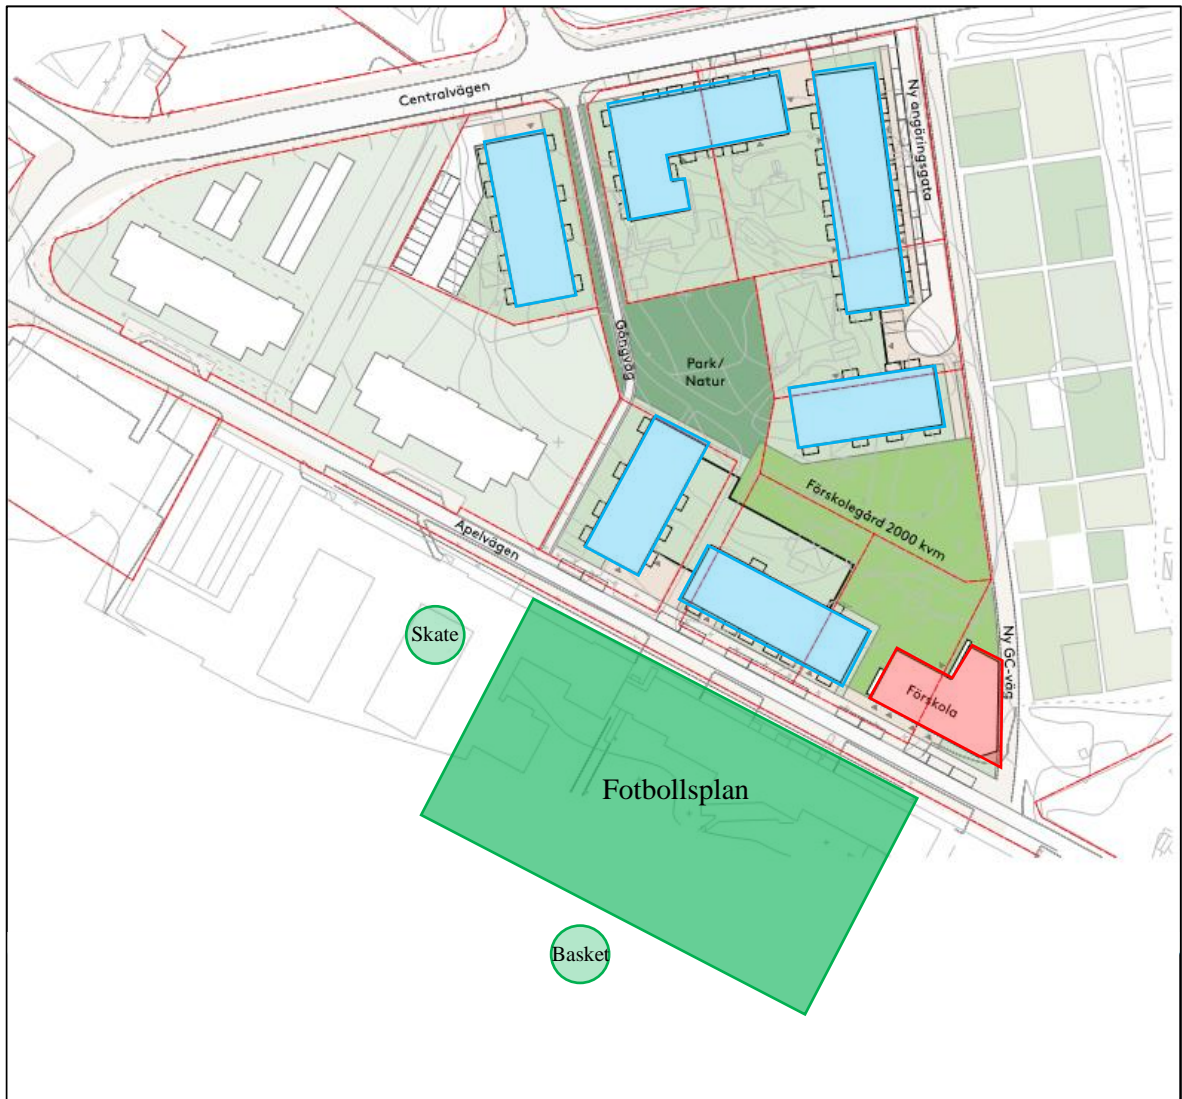 Centralvägen
Ny angöringsgata
Gångväg
Park/
Natur
Förskolegård 2000 kvm
Apelvägen
Ny GC-väg
Skate
Förskola
Fotbollsplan
Basket